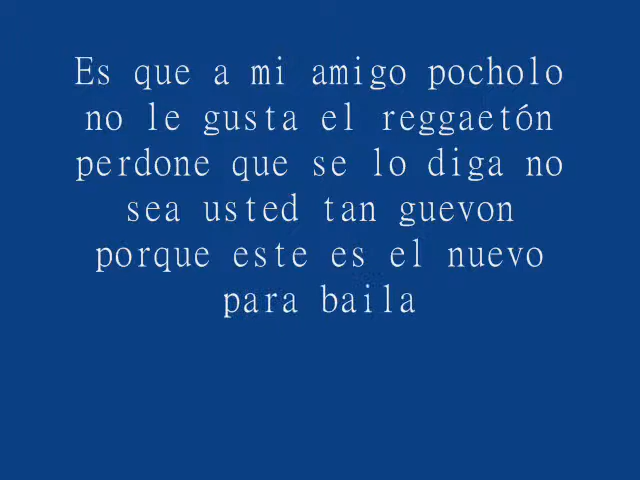 Es que a mi amigo pocholo
no le gusta el reggaetón
perdone que se lo diga no
sea usted tan guevon
porque este es el nuevo
para baila